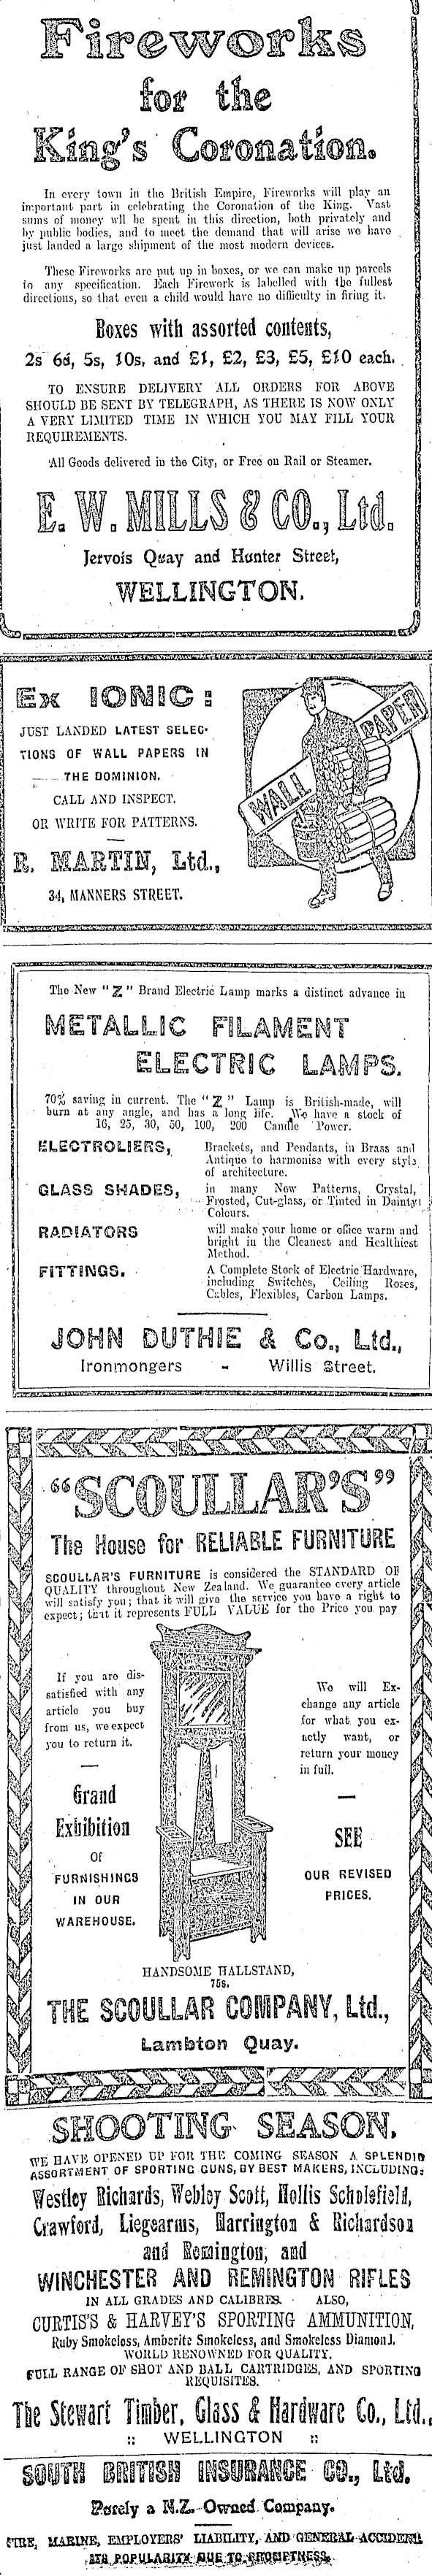 Fireworks
for the
King's Coronation.
In every town in the British Empire, Fireworks will play an
important part in celebrating the Coronation of the King. Vast
sums of money wll be spent in this direction, both privately and
by public bodies, and to meet the demand that will arise we have
just landed a large shipment of the most modern devices.
These Fireworks are put up in boxes, or we can make up parcels
to any specification. Each Firework is labelled with the fullest
directions, so that even a child would have no difficulty in firing it.
Boxes with assorted contents,
2s 6d, 5s, 10s, and £1, £2, £3, £5, £10 each.
TO ENSURE DELIVERY ALL ORDERS FOR ABOVE
SHOULD BE SENT BY TELEGRAPH, AS THERE IS NOW ONLY
A VERY LIMITED TIME IN WHICH YOU MAY FILL YOUR
REQUIREMENTS.
All Goods delivered in the City, or Free on Rail or Steamer.
E. W. MILLS & CO., Ltd.
Jervois Quay and Hunter Street,
WELLINGTON.
Ex IONIC:
JUST LANDED LATEST SELEC-
TIONS OF WALL PAPERS IN
THE DOMINION.
CALL AND INSPECT.
OR WRITE FOR PATTERNS.
R. MARTIN, Ltd.,
34, MANNERS STREET.
WALL PAPER
The New "Z" Brand Electric Lamp marks a distinct advance in
METALLIC FILAMENT
ELECTRIC LAMPS.
70% saving in current. The "Z" Lamp is British-made, will
burn at any angle, and has a long life. We have a stock of
16, 25, 30, 50, 100, 200 Candle Power.
ELECTROLIERS, Brackets, and Pendants, in Brass and
Antique to harmonise with every style
of architecture.
GLASS SHADES, in many New Patterns, Crystal,
Frosted, Cut-glass, or Tinted in Dainty
Colours.
RADIATORS will make your home or office warm and
bright in the Cleanest and Healthiest
Method.
FITTINGS. A Complete Stock of Electric Hardware,
including Switches, Ceiling Roses,
Cables, Flexibles, Carbon Lamps.
JOHN DUTHIE & Co., Ltd.,
Ironmongers - Willis Street.
"SCOULLAR'S"
The House for RELIABLE FURNITURE
SCOULLAR'S FURNITURE is considered the STANDARD OF
QUALITY throughout New Zealand. We guarantee every article
will satisfy you; that it will give the service you have a right to
expect; that it represents FULL VALUE for the Price you pay
If you are dis-
satisfied with any
article you buy
from us, we expect
you to return it.
Grand
Exhibition
Of
FURNISHINGS
IN OUR
WAREHOUSE.
We will Ex-
change any article
for what you ex-
actly want, or
return your money
in full.
SEE
OUR REVISED
PRICES.
HANDSOME HALLSTAND,
75s.
THE SCOULLAR COMPANY, Ltd.,
Lambton Quay.
SHOOTING SEASON.
WE HAVE OPENED UP FOR THE COMING SEASON A SPLENDID
ASSORTMENT OF SPORTING GUNS, BY BEST MAKERS, INCLUDING:
Westley Richards, Webley Scott, Hollis Scholefield,
Crawford, Liegearms, Harrington & Richardson
and Remington, and
WINCHESTER AND REMINGTON RIFLES
IN ALL GRADES AND CALIBRES. ALSO,
CURTIS'S & HARVEY'S SPORTING AMMUNITION,
Ruby Smokeless, Amberite Smokeless, and Smokeless Diamond.
WORLD RENOWNED FOR QUALITY.
FULL RANGE OF SHOT AND BALL CARTRIDGES, AND SPORTING
REQUISITES.
The Stewart Timber, Glass & Hardware Co., Ltd.,
:: WELLINGTON ::
SOUTH BRITISH INSURANCE CO., Ltd.
Purely a N.Z. Owned Company.
FIRE, MARINE, EMPLOYERS' LIABILITY, AND GENERAL ACCIDENT
ITS POPULARITY DUE TO PROMPTNESS.